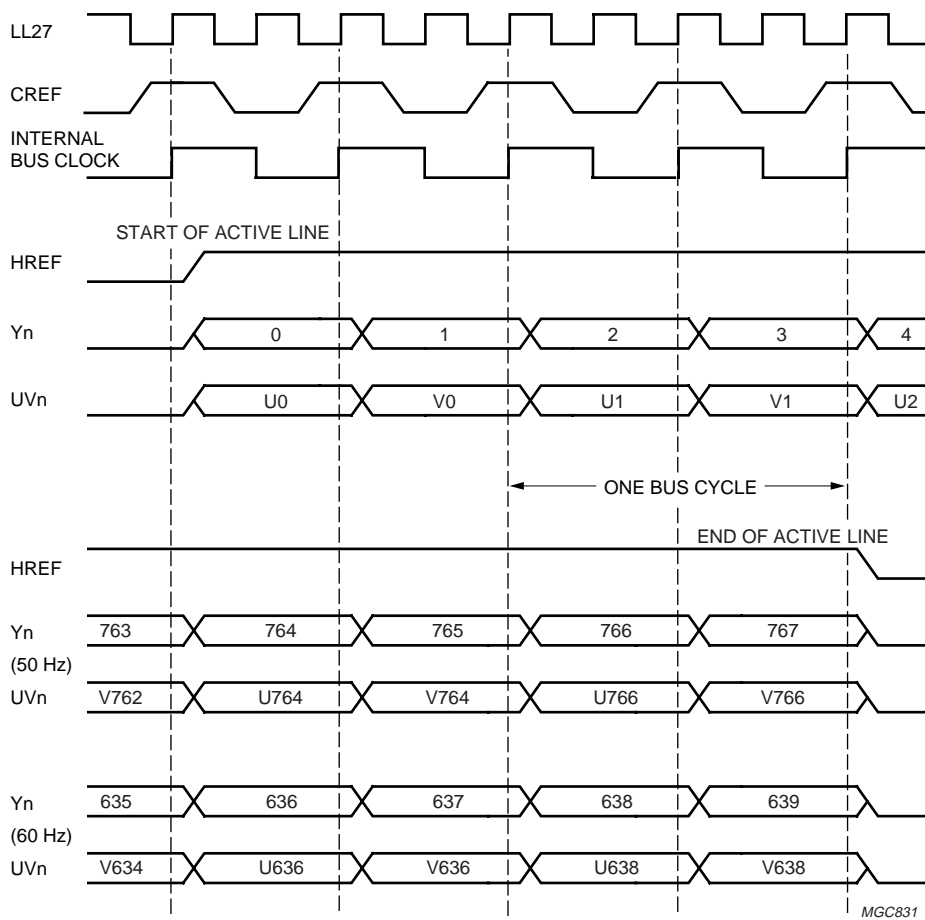 LL27
CREF
INTERNAL
BUS CLOCK
START OF ACTIVE LINE
HREF
Yn 0 1 2 3 4
UVn U0 V0 U1 V1 U2
ONE BUS CYCLE
END OF ACTIVE LINE
HREF
Yn 763 764 765 766 767
(50 Hz)
UVn V762 U764 V764 U766 V766
Yn 635 636 637 638 639
(60 Hz)
UVn V634 U636 V636 U638 V638
MGC831